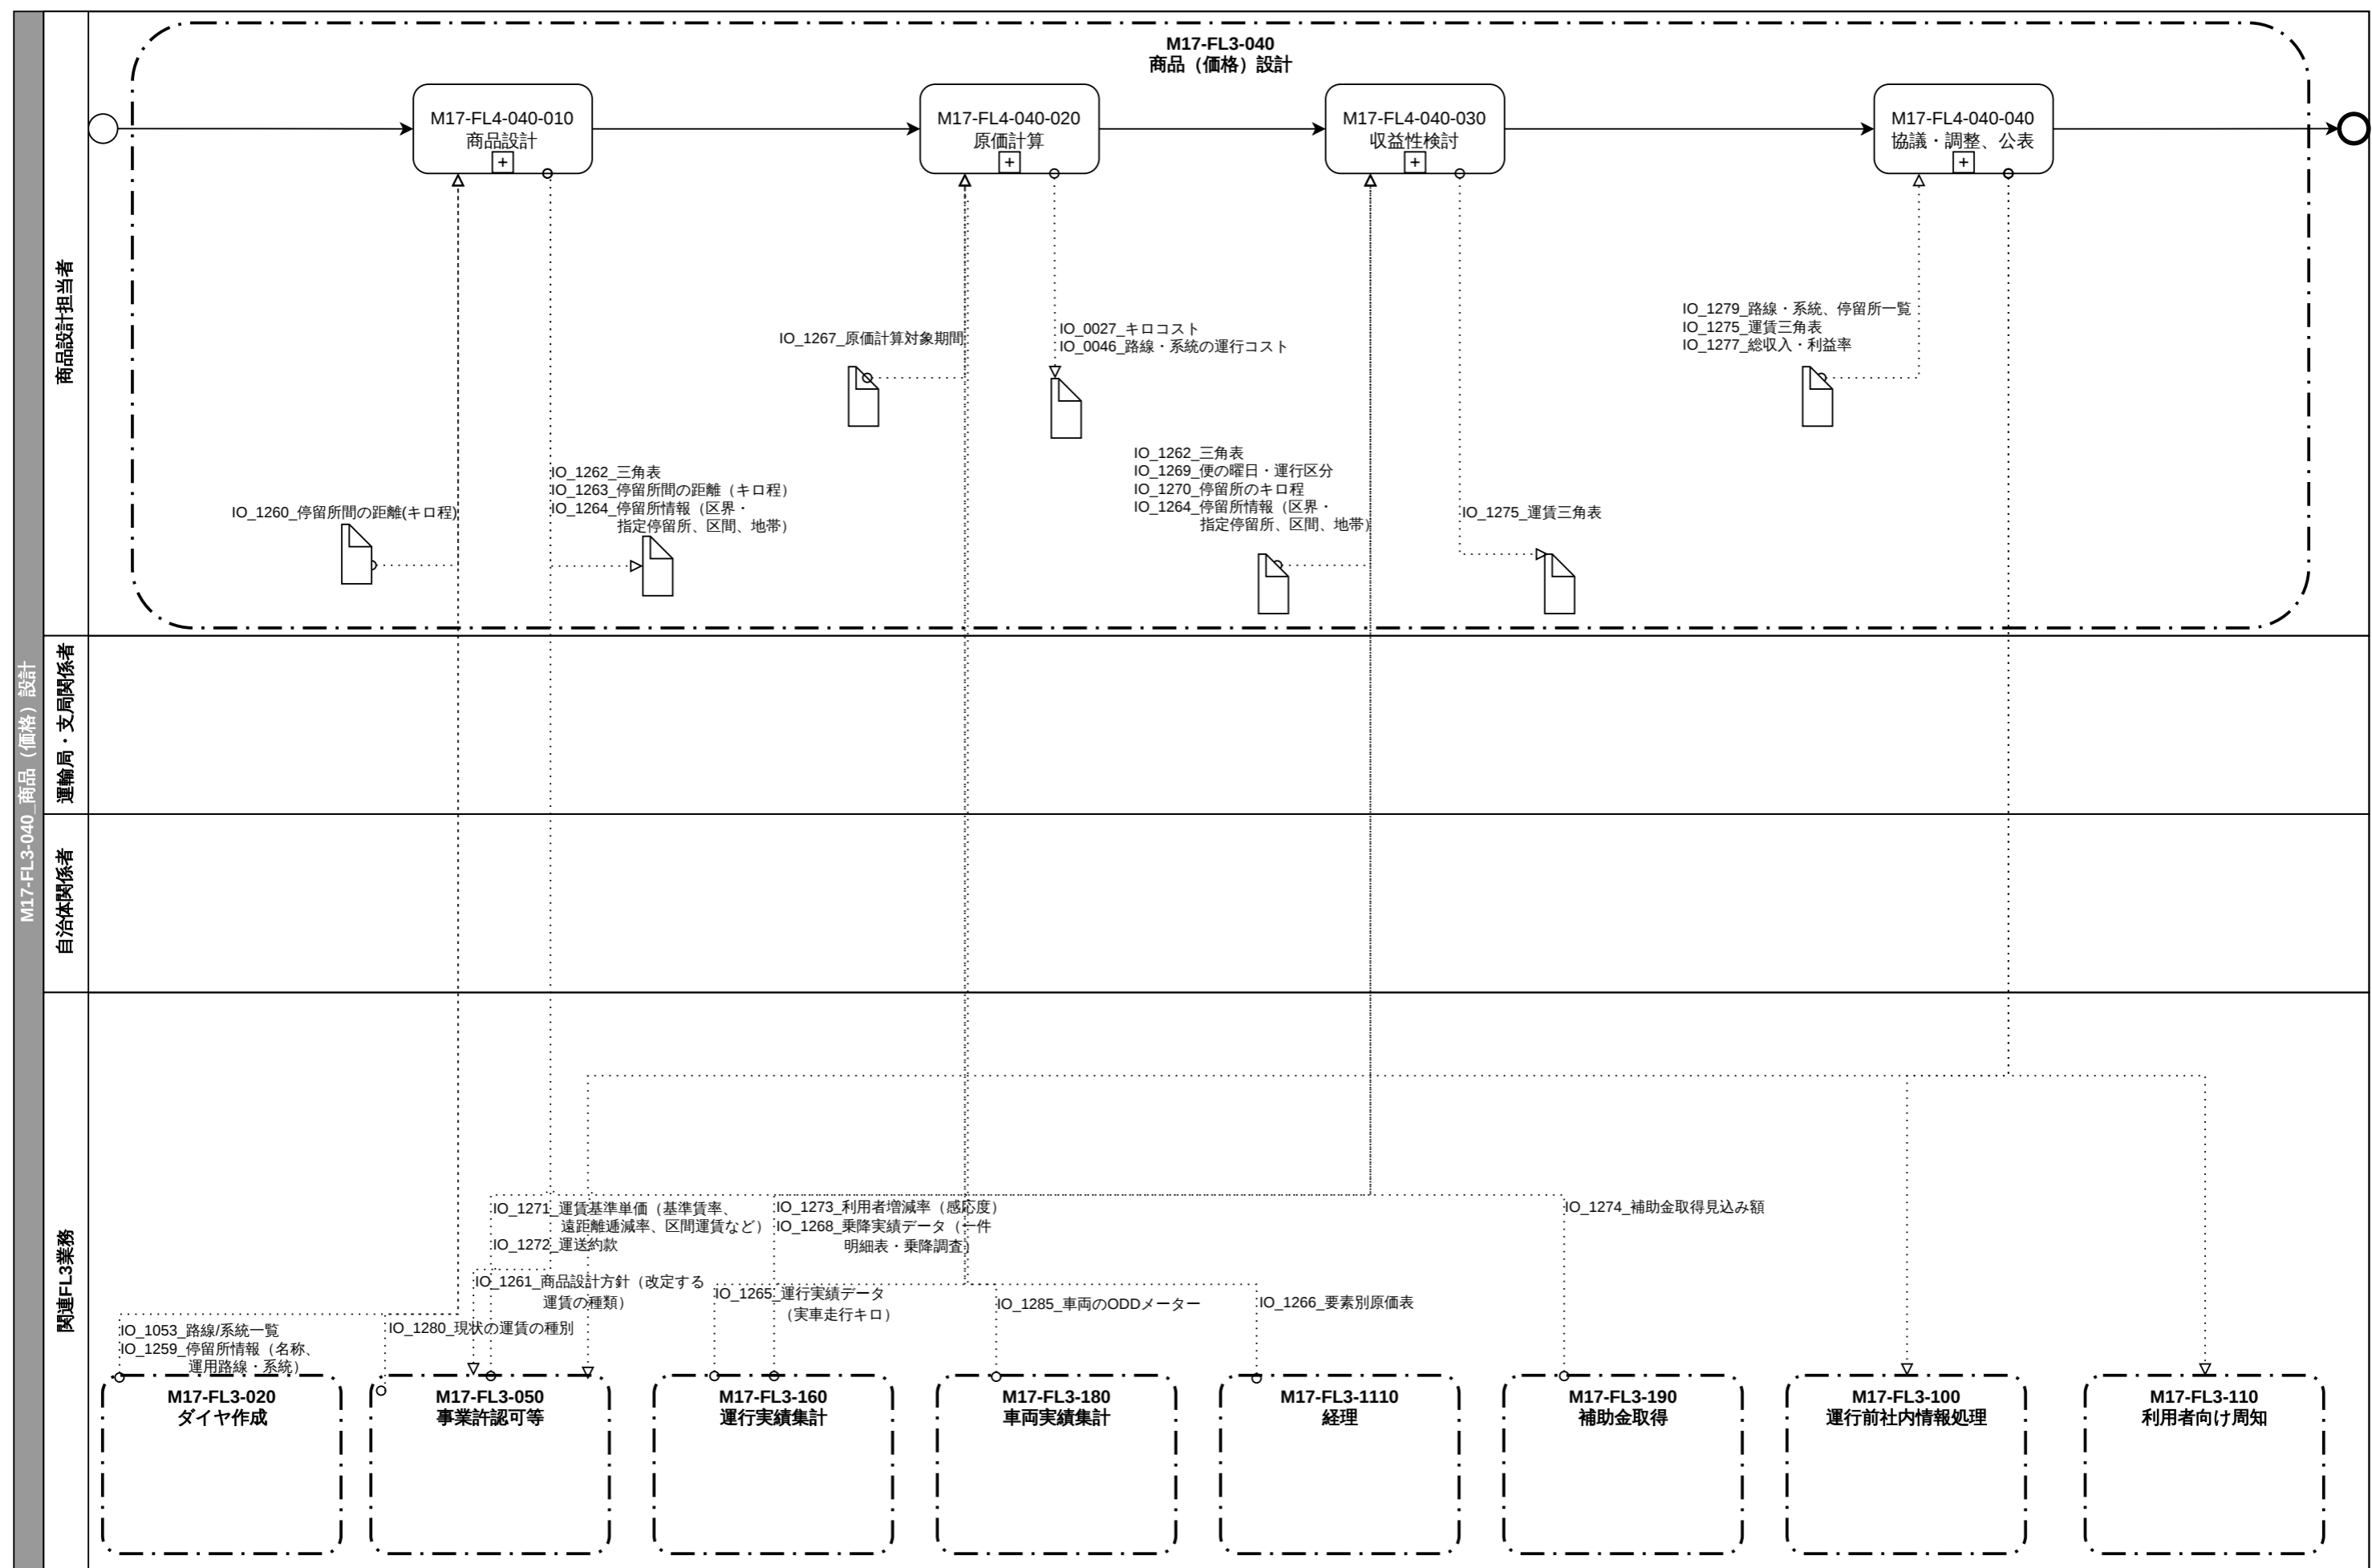 M17-FL3-040_商品（価格）設計
商品設計担当者
運輸局・支局関係者
自治体関係者
関連FL3業務
M17-FL3-040
商品（価格）設計
M17-FL4-040-010
商品設計
M17-FL4-040-020
原価計算
M17-FL4-040-030
収益性検討
M17-FL4-040-040
協議・調整、公表
IO_1260_停留所間の距離(キロ程)
IO_1262_三角表
IO_1263_停留所間の距離（キロ程）
IO_1264_停留所情報（区界・
指定停留所、区間、地帯）
IO_1267_原価計算対象期間
IO_0027_キロコスト
IO_0046_路線・系統の運行コスト
IO_1262_三角表
IO_1269_便の曜日・運行区分
IO_1270_停留所のキロ程
IO_1264_停留所情報（区界・
指定停留所、区間、地帯）
IO_1275_運賃三角表
IO_1279_路線・系統、停留所一覧
IO_1275_運賃三角表
IO_1277_総収入・利益率
IO_1271_運賃基準単価（基準賃率、
遠距離逓減率、区間運賃など）
IO_1272_運送約款
IO_1273_利用者増減率（感応度）
IO_1268_乗降実績データ（一件
明細表・乗降調査）
IO_1274_補助金取得見込み額
IO_1261_商品設計方針（改定する
運賃の種類）
IO_1265_運行実績データ
（実車走行キロ）
IO_1285_車両のODDメーター
IO_1266_要素別原価表
IO_1280_現状の運賃の種別
IO_1053_路線/系統一覧
IO_1259_停留所情報（名称、
運用路線・系統）
M17-FL3-020
ダイヤ作成
M17-FL3-050
事業許認可等
M17-FL3-160
運行実績集計
M17-FL3-180
車両実績集計
M17-FL3-1110
経理
M17-FL3-190
補助金取得
M17-FL3-100
運行前社内情報処理
M17-FL3-110
利用者向け周知